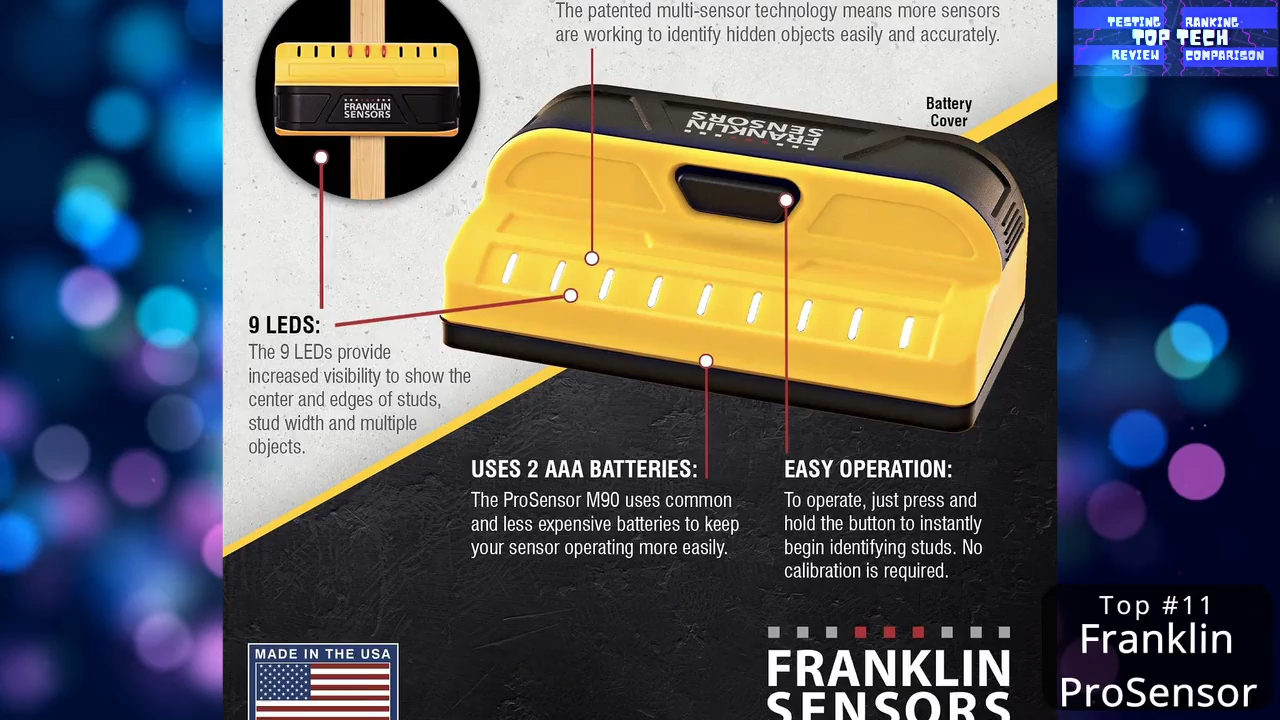 The patented multi-sensor technology means more sensors
are working to identify hidden objects easily and accurately.
TESTING
RANKING
TOP TECH
REVIEW
COMPARISON
Battery
Cover
FRANKLIN
SENSORS
FRANKLIN
SENSORS
9 LEDS:
The 9 LEDs provide
increased visibility to show the
center and edges of studs,
stud width and multiple
objects.
USES 2 AAA BATTERIES:
The ProSensor M90 uses common
and less expensive batteries to keep
your sensor operating more easily.
EASY OPERATION:
To operate, just press and
hold the button to instantly
begin identifying studs. No
calibration is required.
MADE IN THE USA
FRANKLIN
SENSORS
Top #11
Franklin
ProSensor